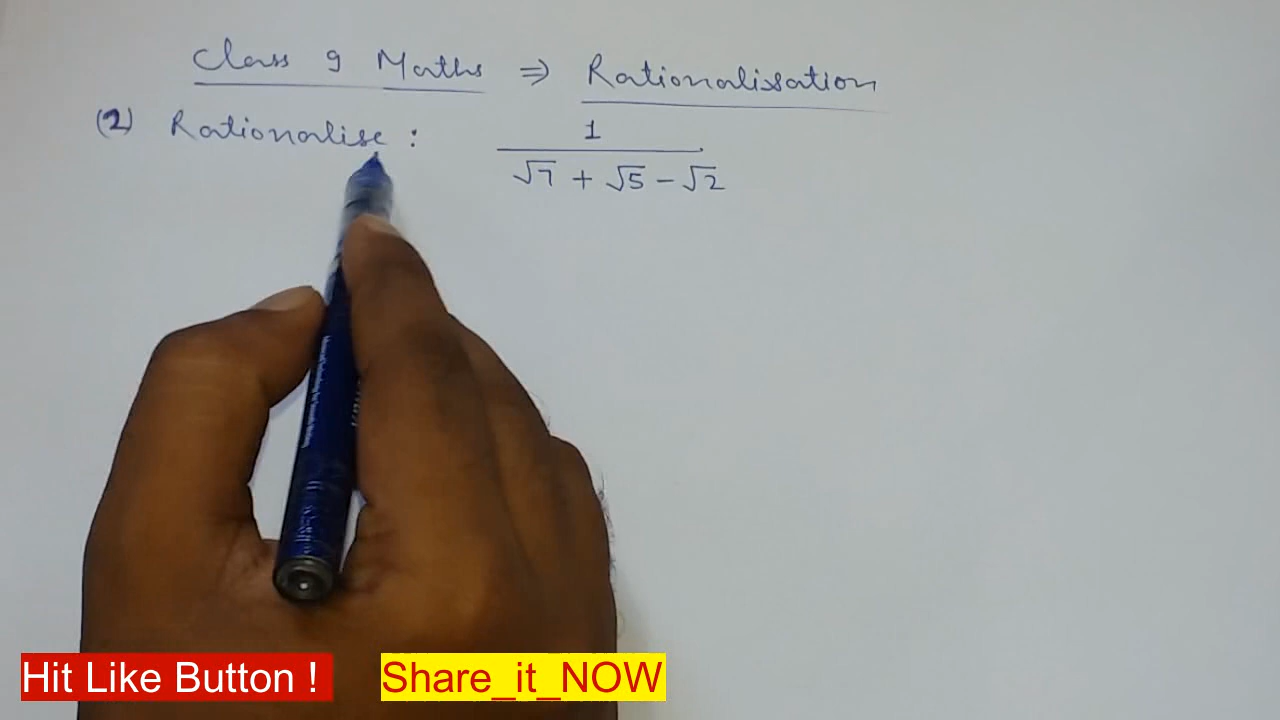 Class 9 Maths ⇒ Rationalisation
(2) Rationalise : 1
√7 + √5 - √2
Hit Like Button ! Share_it_NOW